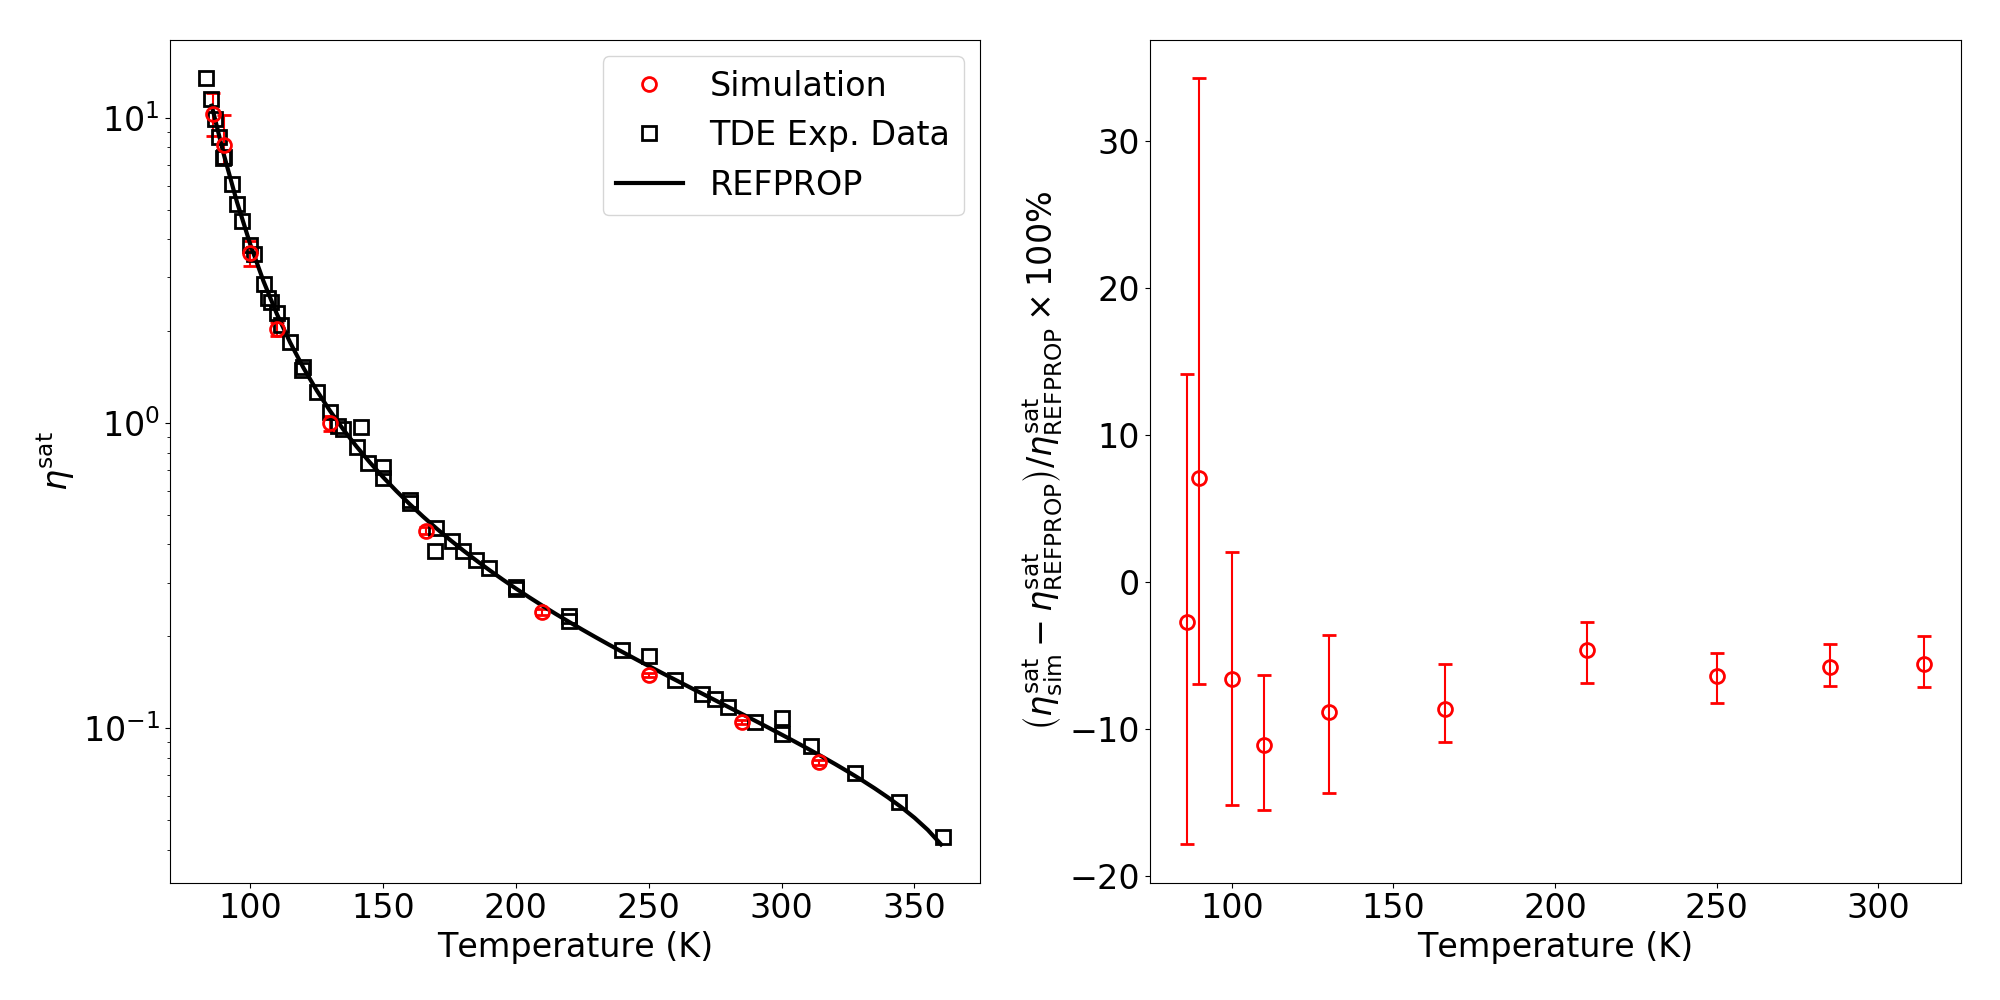 η^sat
10^1
10^0
10^−1
100 150 200 250 300 350
Temperature (K)
Simulation
TDE Exp. Data
REFPROP
(η^sat_sim − η^sat_REFPROP)/η^sat_REFPROP × 100%
30
20
10
0
−10
−20
100 150 200 250 300
Temperature (K)